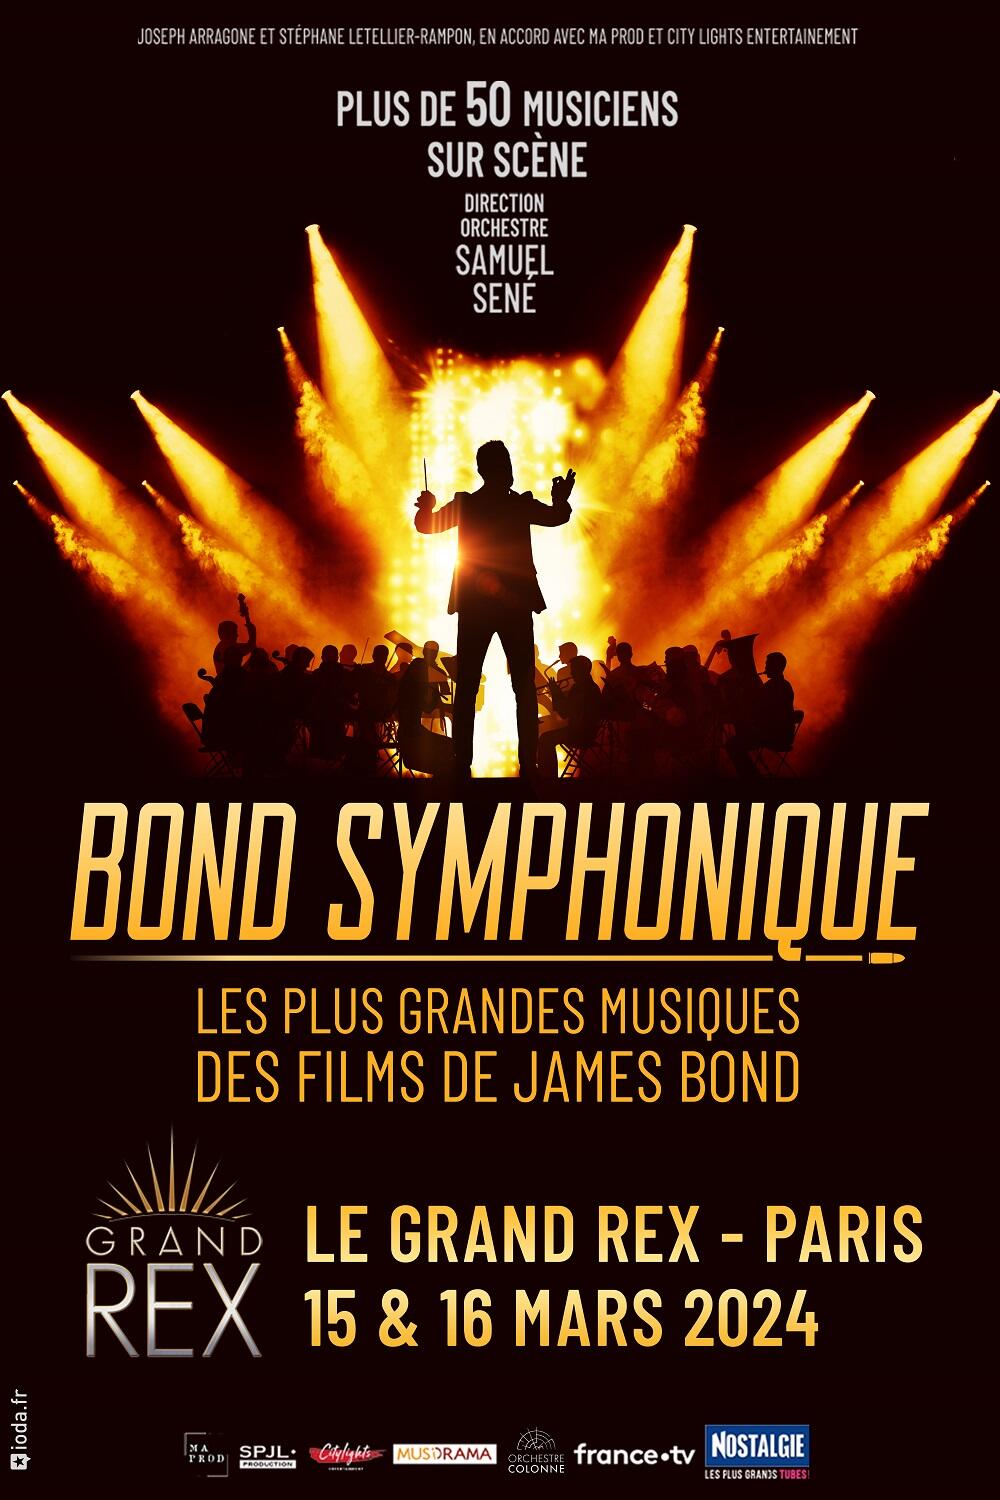 JOSEPH ARRAGONE ET STÉPHANE LETELLIER-RAMPON, EN ACCORD AVEC MA PROD ET CITY LIGHTS ENTERTAINEMENT
PLUS DE 50 MUSICIENS
SUR SCÈNE
DIRECTION
ORCHESTRE
SAMUEL
SENÉ
BOND SYMPHONIQUE
LES PLUS GRANDES MUSIQUES
DES FILMS DE JAMES BOND
GRAND
REX
LE GRAND REX - PARIS
15 & 16 MARS 2024
ioda.fr
MA
PROD
SPJL
PRODUCTION
Citylights
ENTERTAINMENT
MUSIDRAMA
ORCHESTRE
COLONNE
france•tv
NOSTALGIE
LES PLUS GRANDS TUBES!